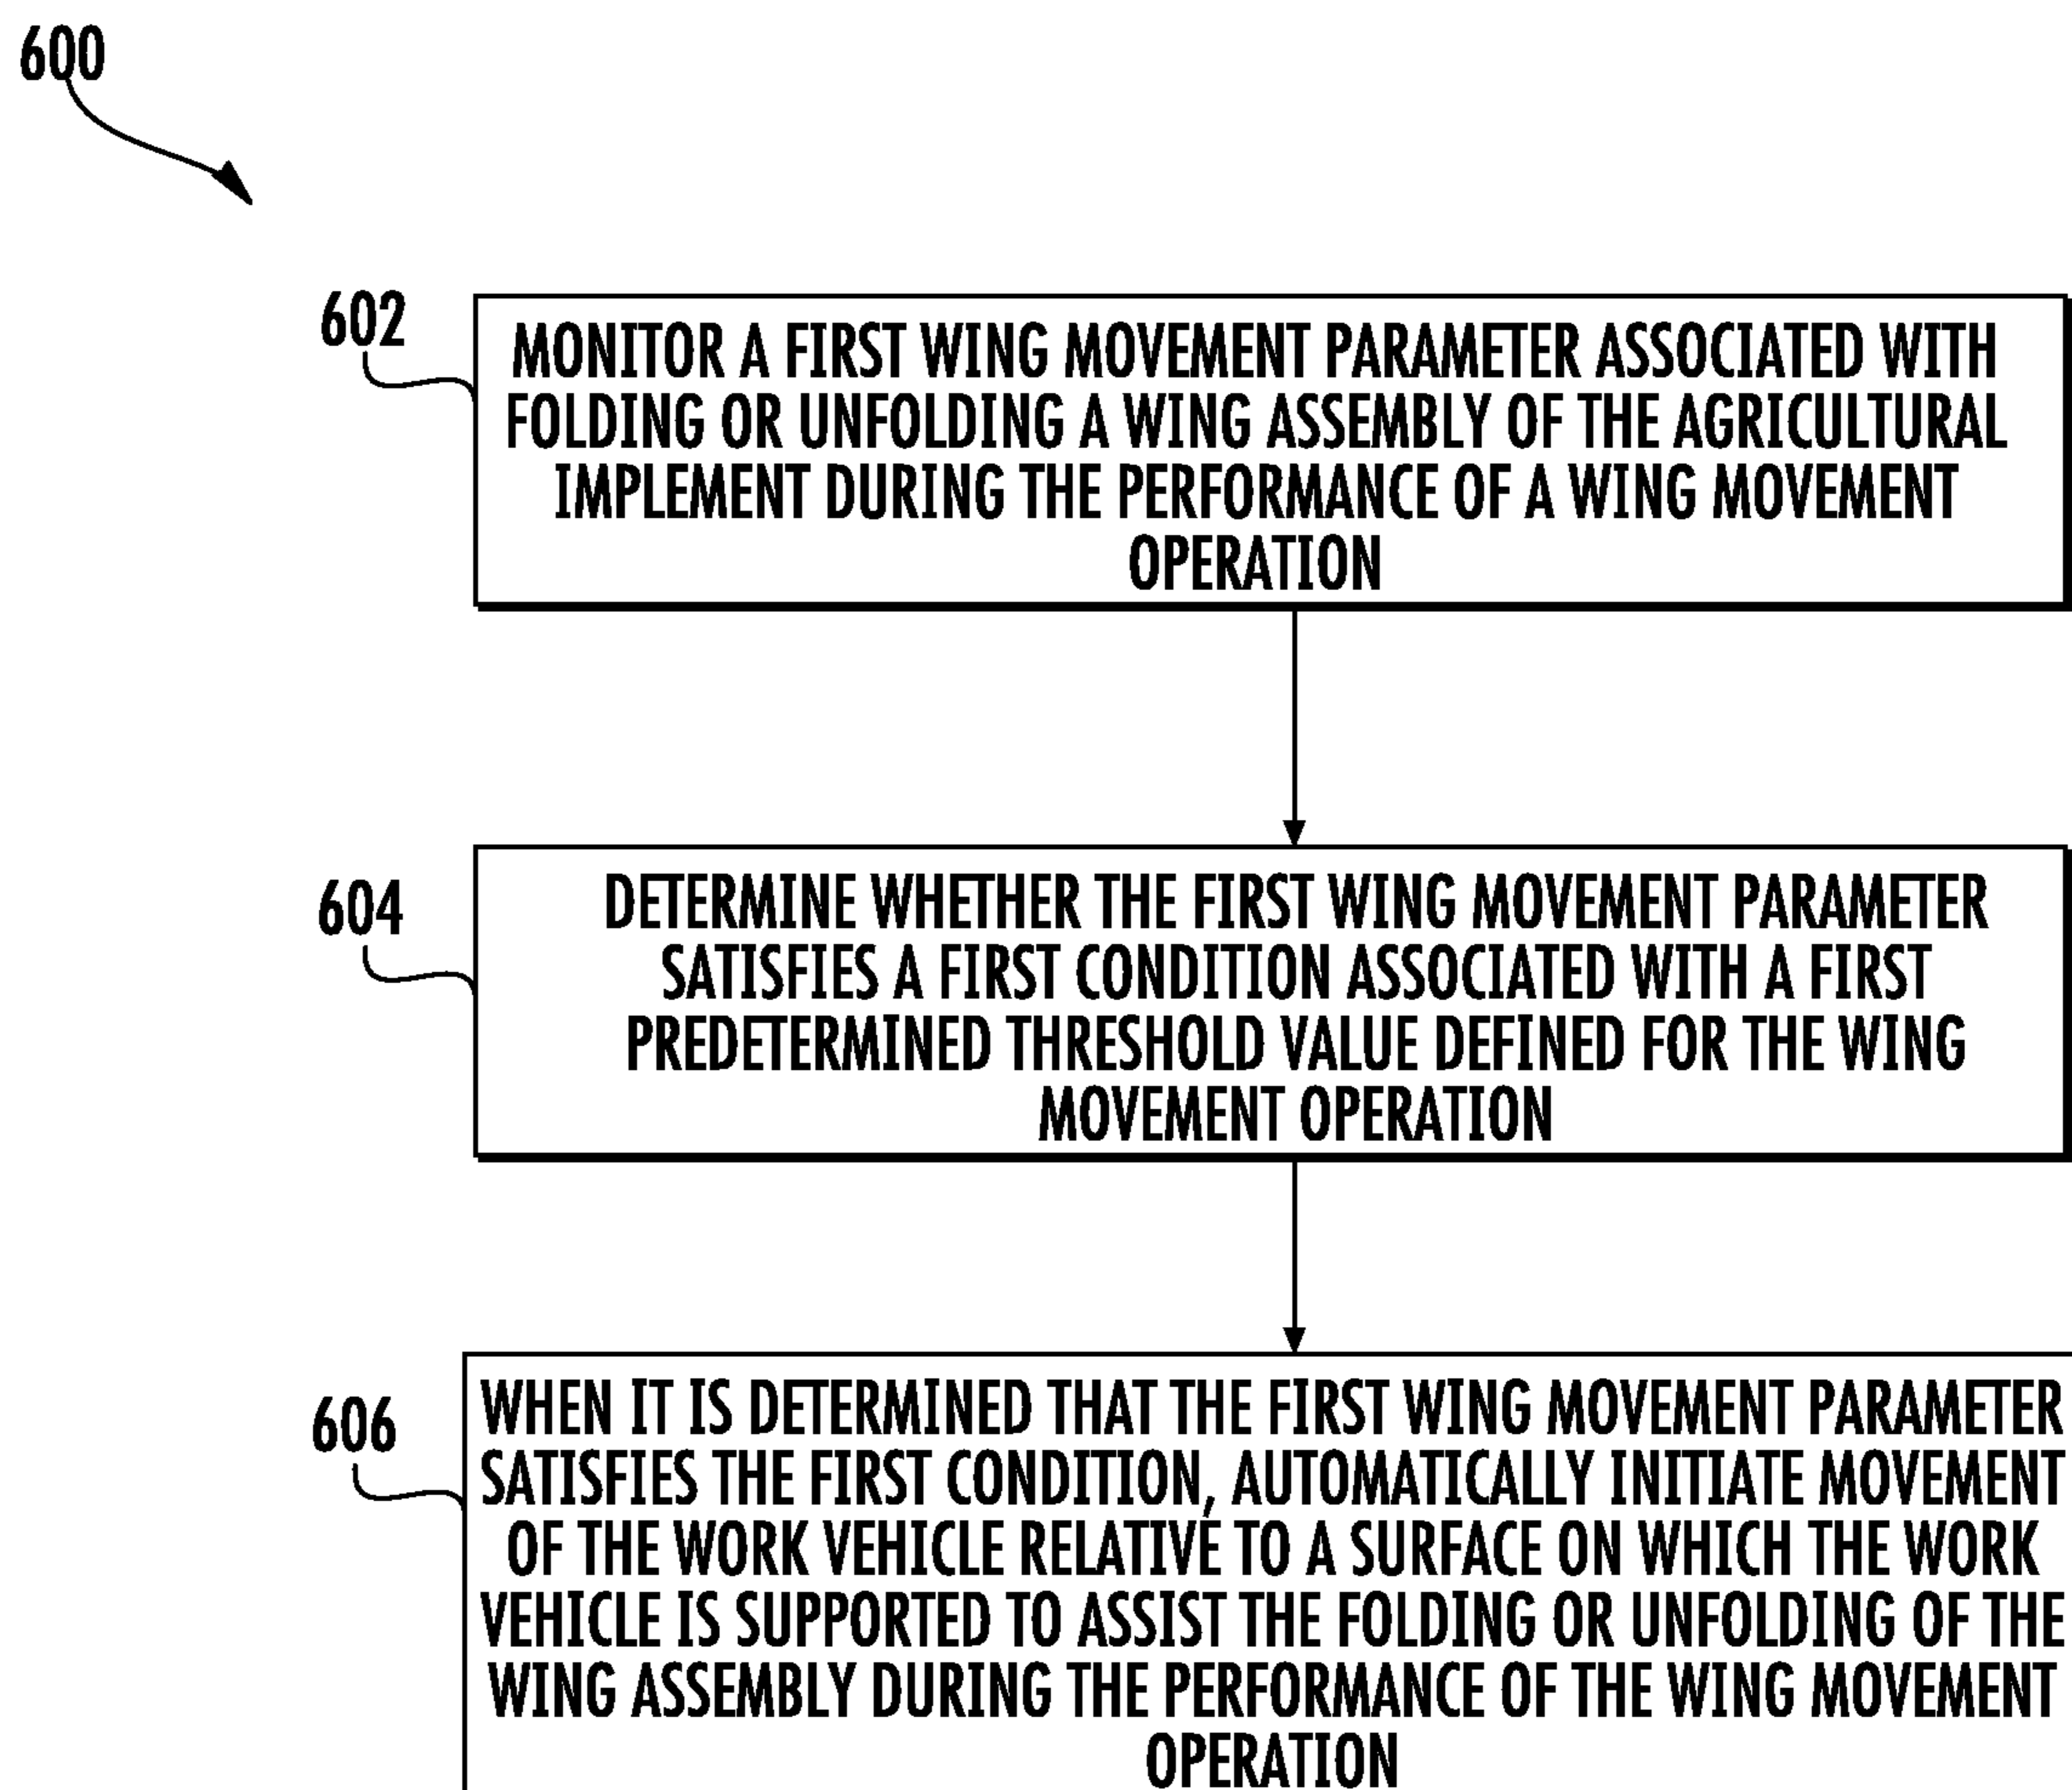 600
602
MONITOR A FIRST WING MOVEMENT PARAMETER ASSOCIATED WITH
FOLDING OR UNFOLDING A WING ASSEMBLY OF THE AGRICULTURAL
IMPLEMENT DURING THE PERFORMANCE OF A WING MOVEMENT
OPERATION
604
DETERMINE WHETHER THE FIRST WING MOVEMENT PARAMETER
SATISFIES A FIRST CONDITION ASSOCIATED WITH A FIRST
PREDETERMINED THRESHOLD VALUE DEFINED FOR THE WING
MOVEMENT OPERATION
606
WHEN IT IS DETERMINED THAT THE FIRST WING MOVEMENT PARAMETER
SATISFIES THE FIRST CONDITION, AUTOMATICALLY INITIATE MOVEMENT
OF THE WORK VEHICLE RELATIVE TO A SURFACE ON WHICH THE WORK
VEHICLE IS SUPPORTED TO ASSIST THE FOLDING OR UNFOLDING OF THE
WING ASSEMBLY DURING THE PERFORMANCE OF THE WING MOVEMENT
OPERATION